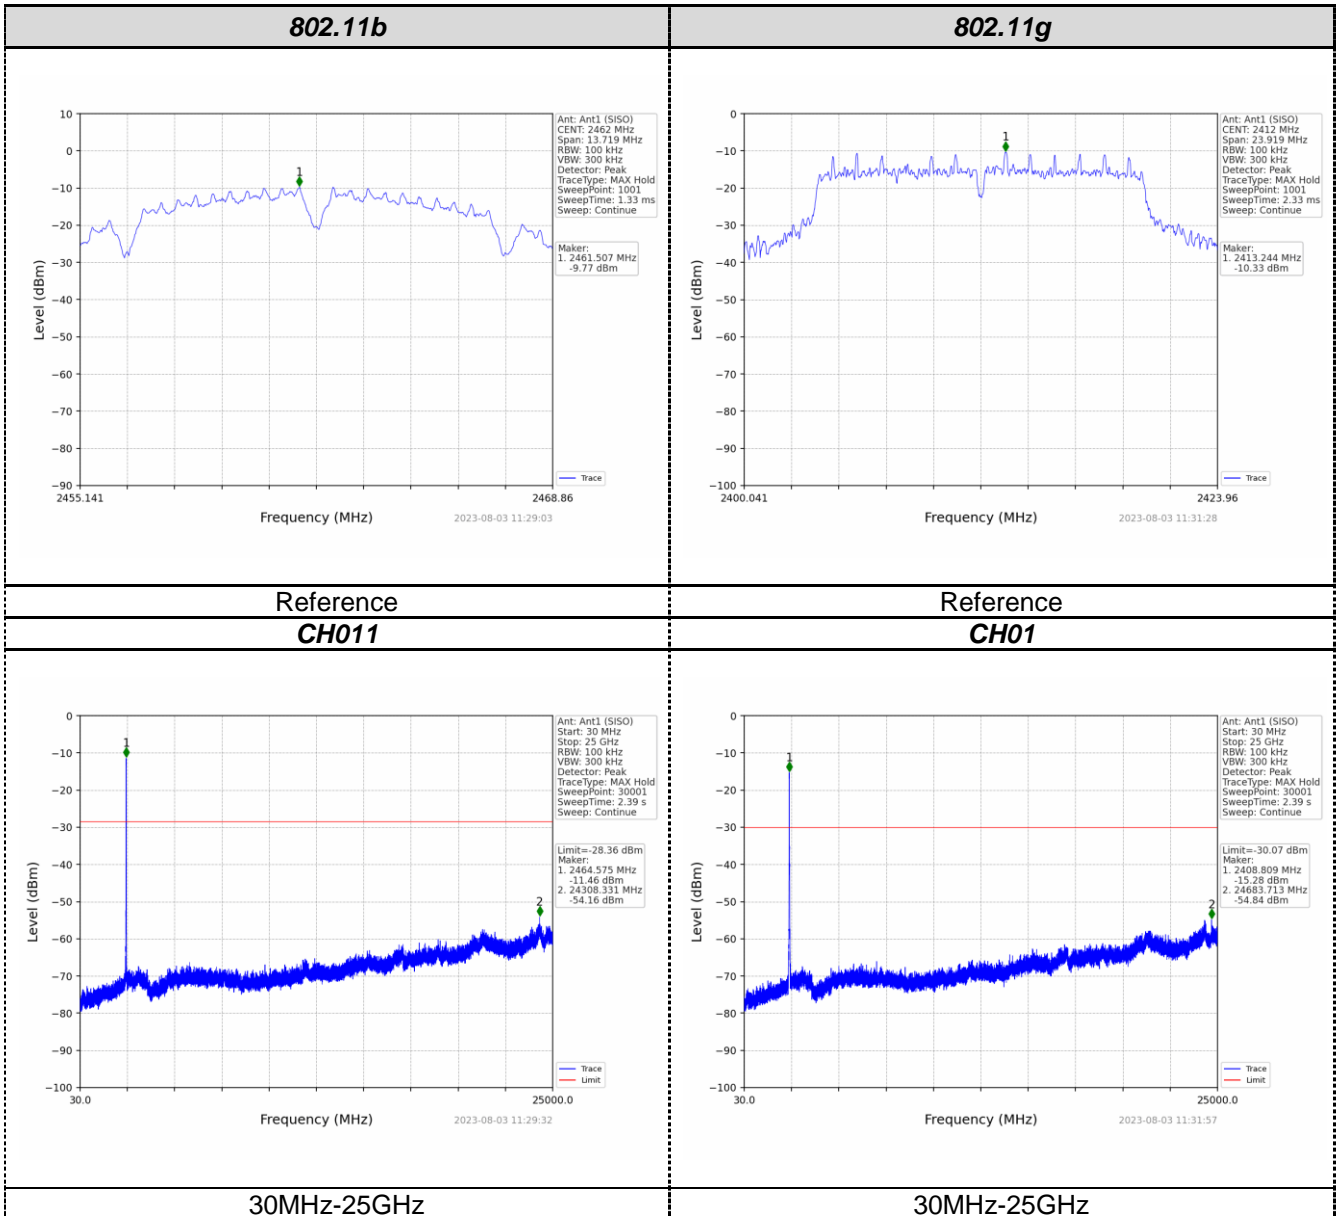 802.11b
802.11g
10
0
−10
−20
−30
−40
−50
−60
−70
−80
−90
Level (dBm)
1
2455.141
2468.86
Frequency (MHz)
2023-08-03 11:29:03
Ant: Ant1 (SISO)
CENT: 2462 MHz
Span: 13.719 MHz
RBW: 100 kHz
VBW: 300 kHz
Detector: Peak
TraceType: MAX Hold
SweepPoint: 1001
SweepTime: 1.33 ms
Sweep: Continue
Maker:
1. 2461.507 MHz
-9.77 dBm
Trace
0
−10
−20
−30
−40
−50
−60
−70
−80
−90
−100
Level (dBm)
1
2400.041
2423.96
Frequency (MHz)
2023-08-03 11:31:28
Ant: Ant1 (SISO)
CENT: 2412 MHz
Span: 23.919 MHz
RBW: 100 kHz
VBW: 300 kHz
Detector: Peak
TraceType: MAX Hold
SweepPoint: 1001
SweepTime: 2.33 ms
Sweep: Continue
Maker:
1. 2413.244 MHz
-10.33 dBm
Trace
Reference
Reference
CH011
CH01
0
−10
−20
−30
−40
−50
−60
−70
−80
−90
−100
Level (dBm)
1
2
30.0
25000.0
Frequency (MHz)
2023-08-03 11:29:32
Ant: Ant1 (SISO)
Start: 30 MHz
Stop: 25 GHz
RBW: 100 kHz
VBW: 300 kHz
Detector: Peak
TraceType: MAX Hold
SweepPoint: 30001
SweepTime: 2.39 s
Sweep: Continue
Limit=-28.36 dBm
Maker:
1. 2464.575 MHz
-11.46 dBm
2. 24308.331 MHz
-54.16 dBm
Trace
Limit
0
−10
−20
−30
−40
−50
−60
−70
−80
−90
−100
Level (dBm)
1
2
30.0
25000.0
Frequency (MHz)
2023-08-03 11:31:57
Ant: Ant1 (SISO)
Start: 30 MHz
Stop: 25 GHz
RBW: 100 kHz
VBW: 300 kHz
Detector: Peak
TraceType: MAX Hold
SweepPoint: 30001
SweepTime: 2.39 s
Sweep: Continue
Limit=-30.07 dBm
Maker:
1. 2408.809 MHz
-15.28 dBm
2. 24683.713 MHz
-54.84 dBm
Trace
Limit
30MHz-25GHz
30MHz-25GHz